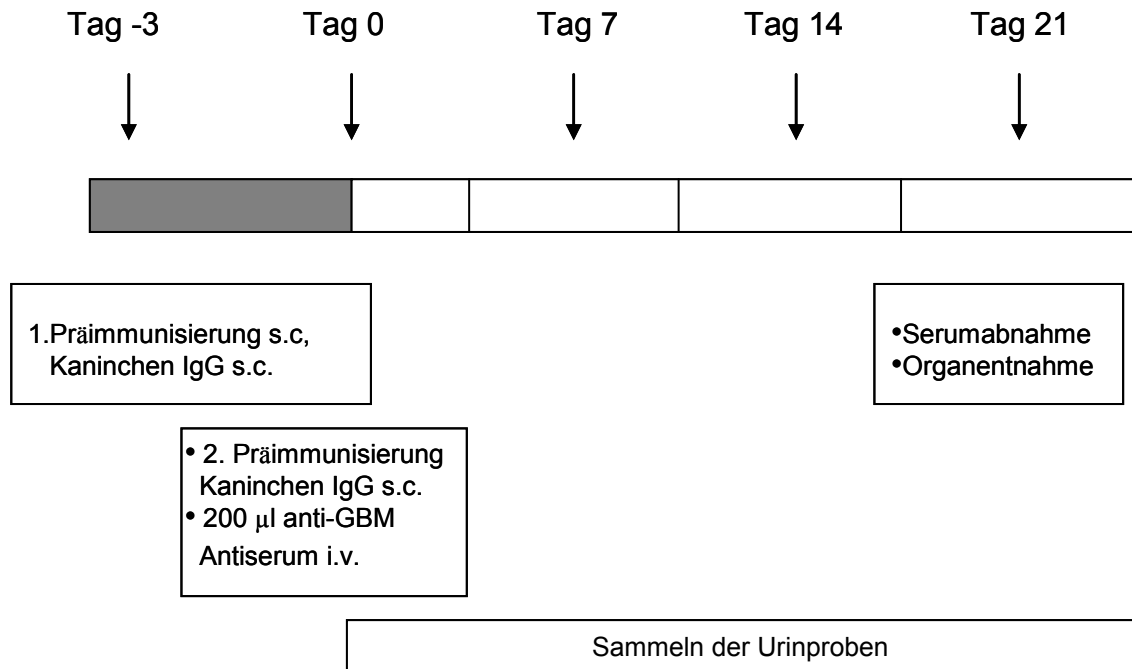 Tag -3 Tag 0 Tag 7 Tag 14 Tag 21
1.Präimmunisierung s.c,
Kaninchen IgG s.c.
•Serumabnahme
•Organentnahme
• 2. Präimmunisierung
Kaninchen IgG s.c.
• 200 µl anti-GBM
Antiserum i.v.
Sammeln der Urinproben